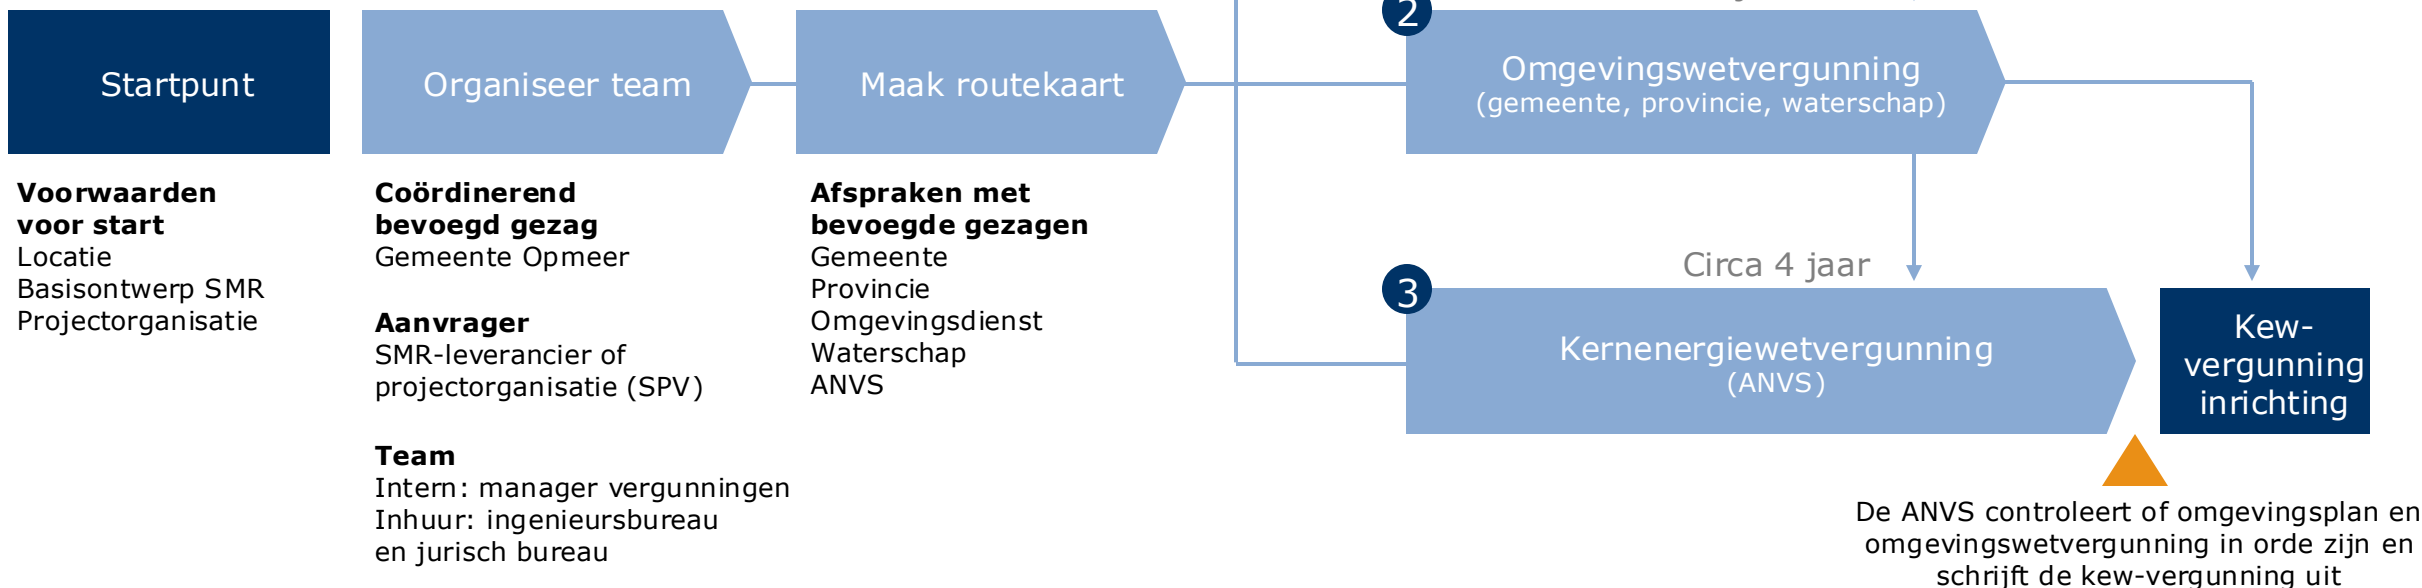 Startpunt
Voorwaarden
voor start
Locatie
Basisontwerp SMR
Projectorganisatie
Organiseer team
Coördinerend
bevoegd gezag
Gemeente Opmeer
Aanvrager
SMR-leverancier of
projectorganisatie (SPV)
Team
Intern: manager vergunningen
Inhuur: ingenieursbureau
en jurisch bureau
Maak routekaart
Afspraken met
bevoegde gezagen
Gemeente
Provincie
Omgevingsdienst
Waterschap
ANVS
2
Omgevingswetvergunning
(gemeente, provincie, waterschap)
Circa 4 jaar
3
Kernenergiewetvergunning
(ANVS)
Kew-
vergunning
inrichting
De ANVS controleert of omgevingsplan en
omgevingswetvergunning in orde zijn en
schrijft de kew-vergunning uit